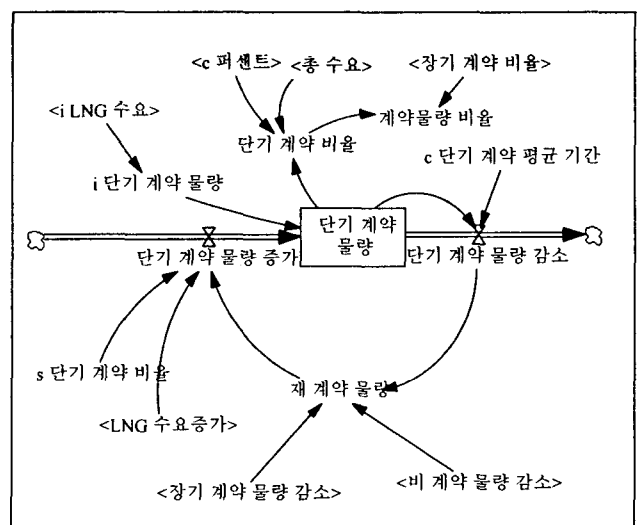 <c 퍼센트>
<총 수요>
<장기 계약 비율>
<i LNG 수요>
단기 계약 비율
계약물량 비율
c 단기 계약 평균 기간
i 단기 계약 물량
단기 계약
물량
단기 계약 물량 증가
단기 계약 물량 감소
s 단기 계약 비율
재 계약 물량
<LNG 수요증가>
<장기 계약 물량 감소>
<비 계약 물량 감소>